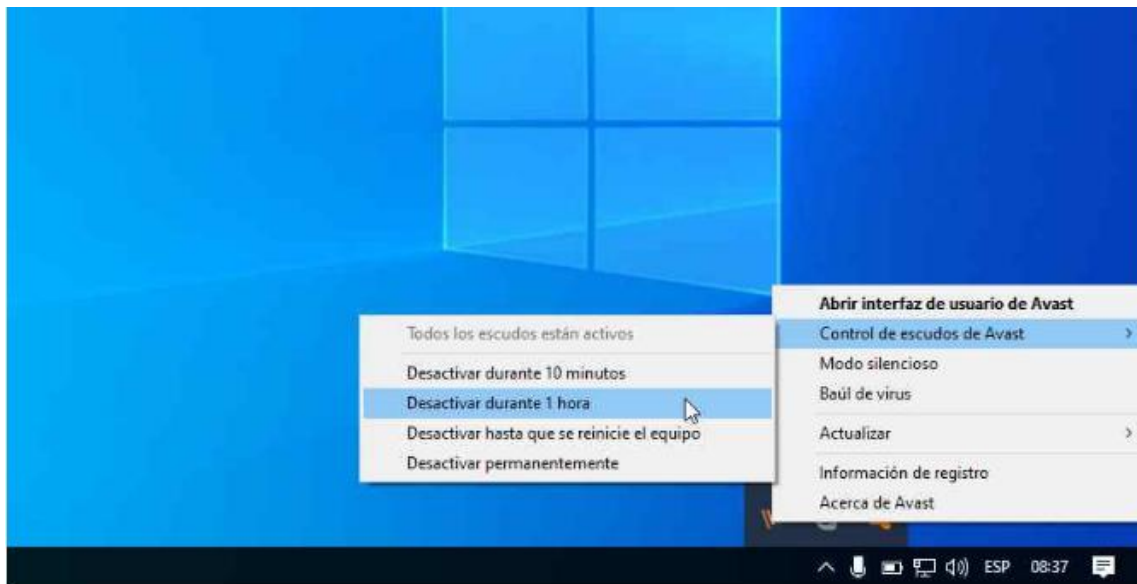 Abrir interfaz de usuario de Avast
Control de escudos de Avast
Modo silencioso
Baúl de virus
Actualizar
Información de registro
Acerca de Avast
Todos los escudos están activos
Desactivar durante 10 minutos
Desactivar durante 1 hora
Desactivar hasta que se reinicie el equipo
Desactivar permanentemente
ESP 08:37